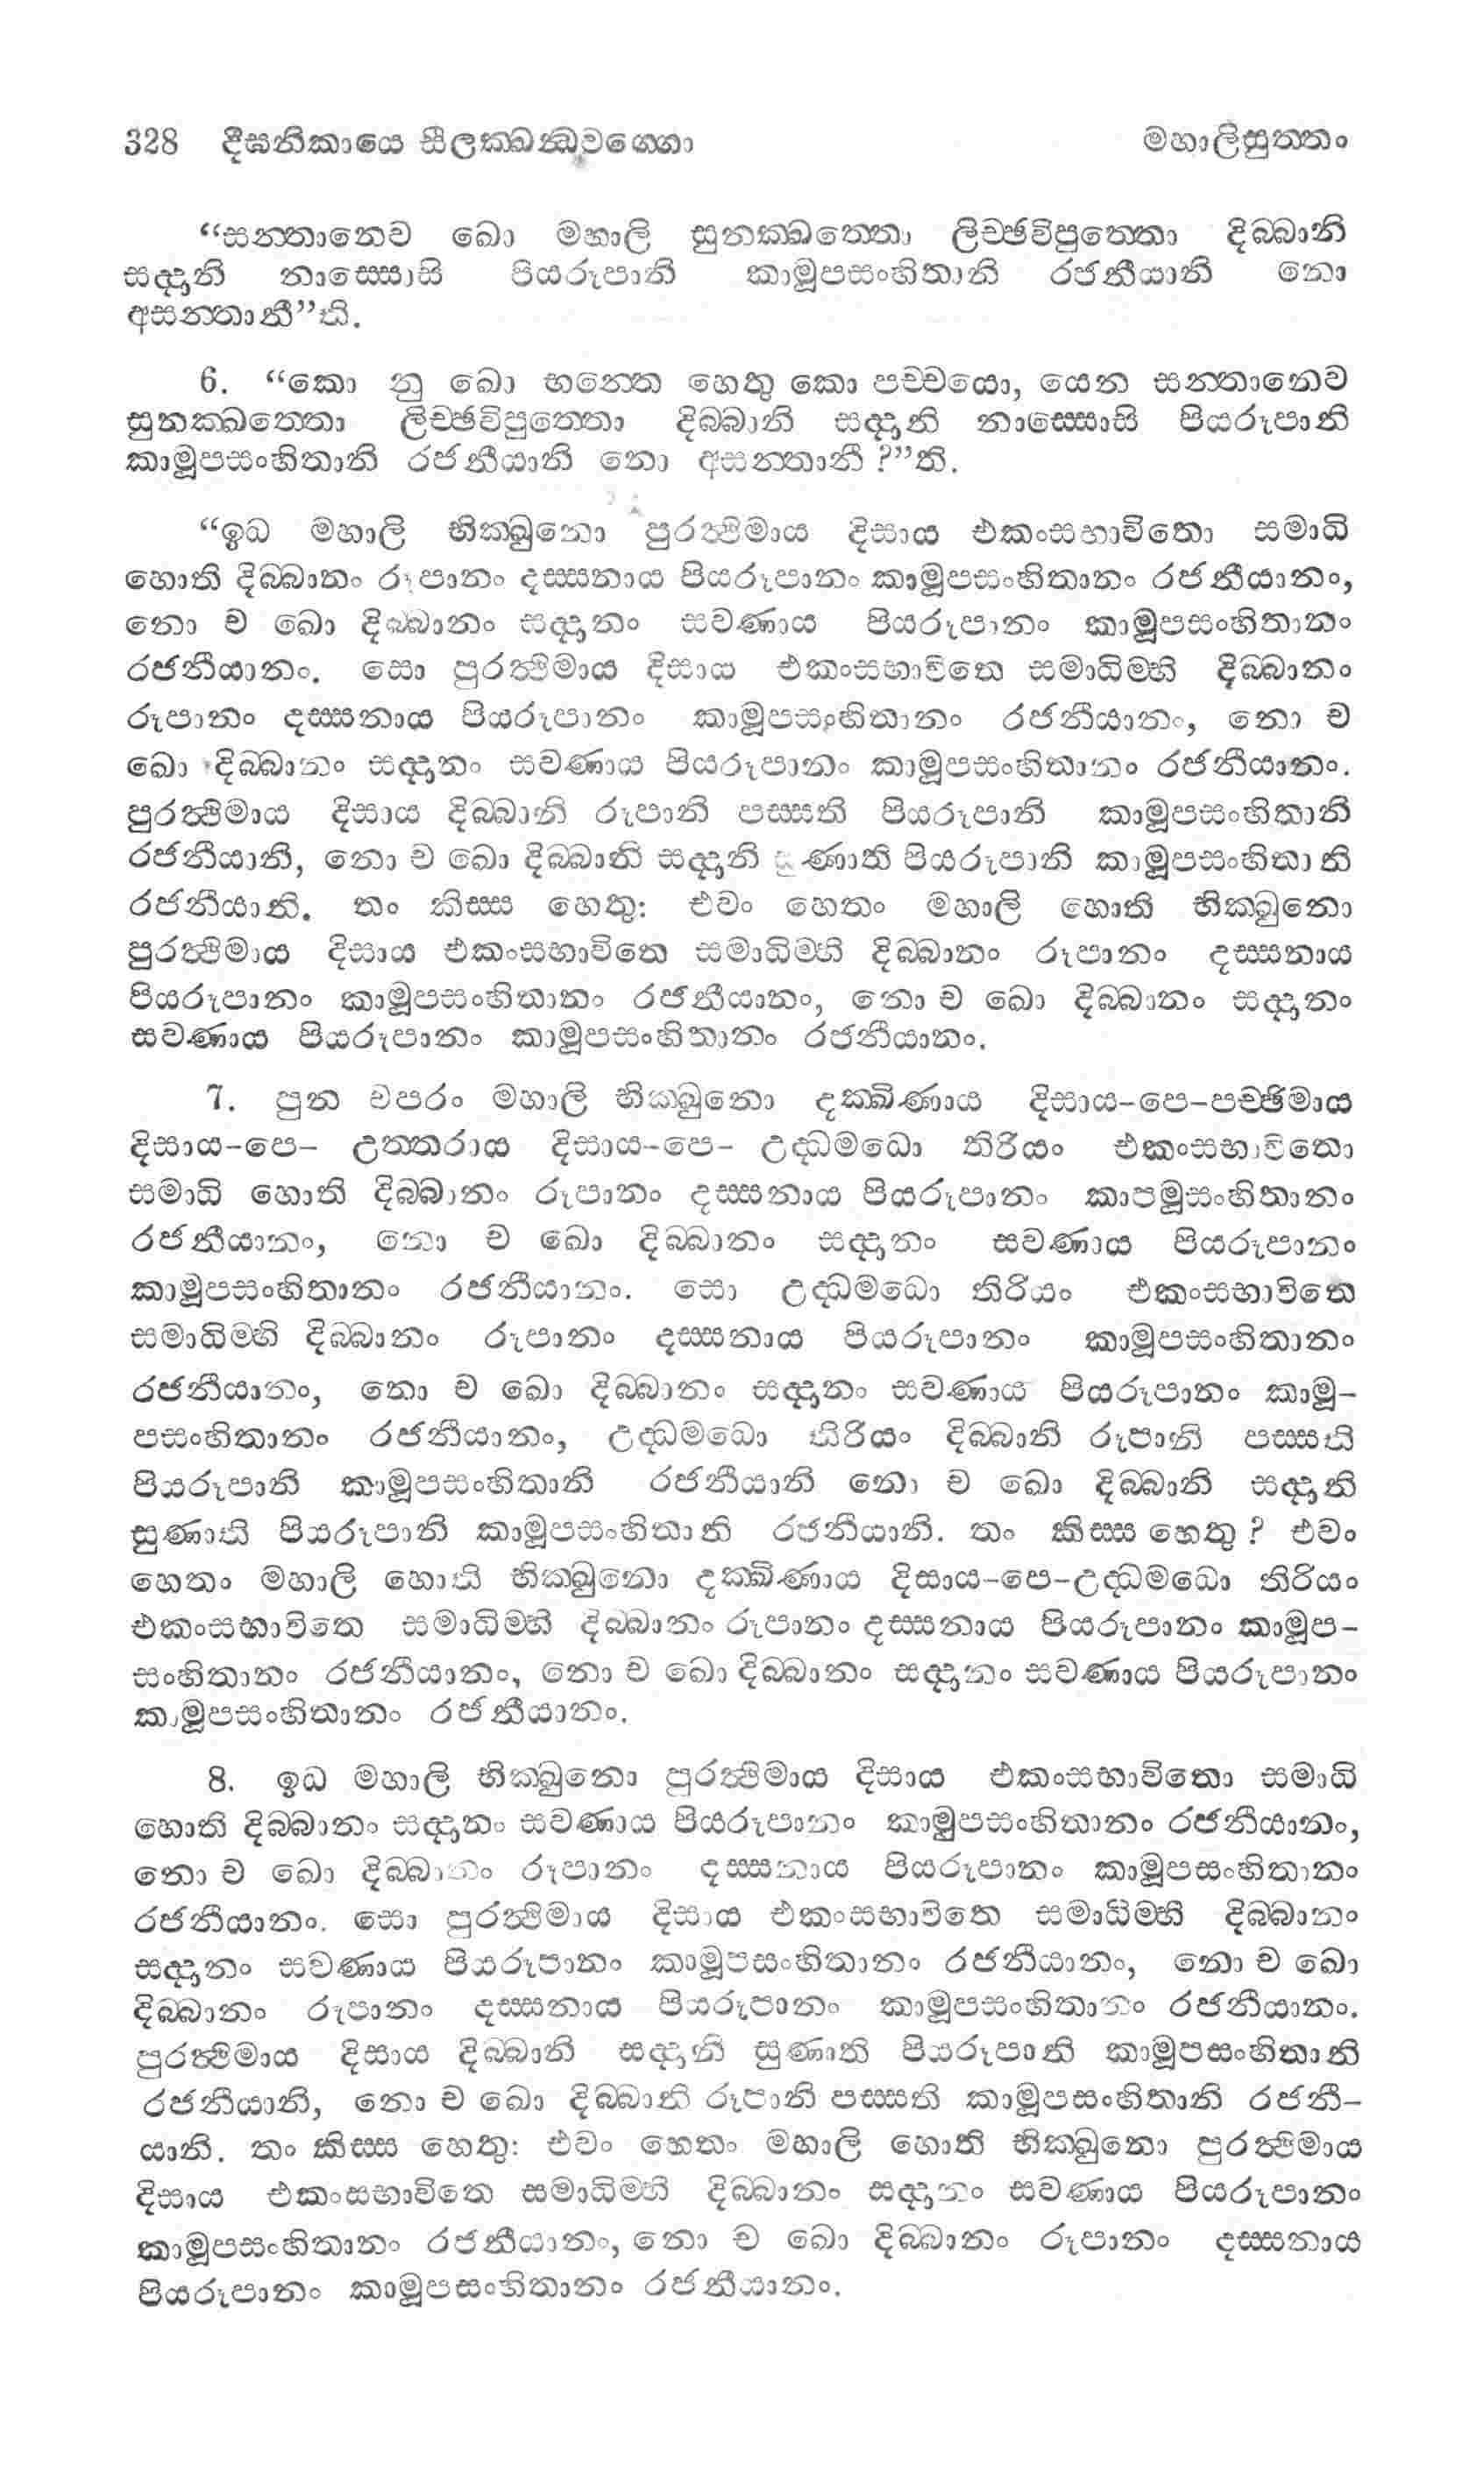 328 දීඝනිකායෙ සීලක්ඛන්ධවග්ගො මහාලිසුත්තං
“සන්තානෙව ඛො මහාලි සුනක්ඛත්තො ලිච්ඡවිපුත්තො දිබ්බානි
සද්දානි නාස්සොසි පියරූපානි කාමූපසංහිතානි රජනීයානි නො
අසන්තානී”ති.
6. “කො නු ඛො භන්තෙ හෙතු කො පච්චයො, යෙන සන්තානෙව
සුනක්ඛත්තො ලිච්ඡවිපුත්තො දිබ්බානි සද්දානි නාස්සොසි පියරූපානි
කාමූපසංහිතානි රජනීයානි නො අසන්තානී ?”ති.
“ඉධ මහාලි භික්ඛුනො පුරත්ථිමාය දිසාය එකංසභාවිතො සමාධි
හොති දිබ්බානං රූපානං දස්සනාය පියරූපානං කාමූපසංහිතානං රජනීයානං,
නො ච ඛො දිබ්බානං සද්දානං සවණාය පියරූපානං කාමූපසංහිතානං
රජනීයානං. සො පුරත්ථිමාය දිසාය එකංසභාවිතෙ සමාධිම්හි දිබ්බානං
රූපානං දස්සනාය පියරූපානං කාමූපසංහිතානං රජනීයානං, නො ච
ඛො දිබ්බානං සද්දානං සවණාය පියරූපානං කාමූපසංහිතානං රජනීයානං.
පුරත්ථිමාය දිසාය දිබ්බානි රූපානි පස්සති පියරූපානි කාමූපසංහිතානි
රජනීයානි, නො ච ඛො දිබ්බානි සද්දානි සුණාති පියරූපානි කාමූපසංහිතානි
රජනීයානි. තං කිස්ස හෙතු: එවං හෙතං මහාලි හොති භික්ඛුනො
පුරත්ථිමාය දිසාය එකංසභාවිතෙ සමාධිම්හි දිබ්බානං රූපානං දස්සනාය
පියරූපානං කාමූපසංහිතානං රජනීයානං, නො ච ඛො දිබ්බානං සද්දානං
සවණාය පියරූපානං කාමූපසංහිතානං රජනීයානං.
7. පුන චපරං මහාලි භික්ඛුනො දක්ඛිණාය දිසාය-පෙ-පච්ඡිමාය
දිසාය-පෙ- උත්තරාය දිසාය-පෙ- උද්ධමධො තිරියං එකංසභාවිතො
සමාධි හොති දිබ්බානං රූපානං දස්සනාය පියරූපානං කාපමූසංහිතානං
රජනීයානං, නො ච ඛො දිබ්බානං සද්දානං සවණාය පියරූපානං
කාමූපසංහිතානං රජනීයානං. සො උද්ධමධො තිරියං එකංසභාවිතෙ
සමාධිම්හි දිබ්බානං රූපානං දස්සනාය පියරූපානං කාමූපසංහිතානං
රජනීයානං, නො ච ඛො දිබ්බානං සද්දානං සවණාය පියරූපානං කාමූ-
පසංහිතානං රජනීයානං, උද්ධමධො තිරියං දිබ්බානි රූපානි පස්සති
පියරූපානි කාමූපසංහිතානි රජනීයානි නො ච ඛො දිබ්බානි සද්දානි
සුණාති පියරූපානි කාමූපසංහිතානි රජනීයානි. තං කිස්ස හෙතු ? එවං
හෙතං මහාලි හොති භික්ඛුනො දක්ඛිණාය දිසාය-පෙ-උද්ධමධො තිරියං
එකංසභාවිතෙ සමාධිම්හි දිබ්බානං රූපානං දස්සනාය පියරූපානං කාමූප-
සංහිතානං රජනීයානං, නො ච ඛො දිබ්බානං සද්දානං සවණාය පියරූපානං
කාමූපසංහිතානං රජනීයානං.
8. ඉධ මහාලි භික්ඛුනො පුරත්ථිමාය දිසාය එකංසභාවිතො සමාධි
හොති දිබ්බානං සද්දානං සවණාය පියරූපානං කාමුපසංහිතානං රජනීයානං,
නො ච ඛො දිබ්බානං රූපානං දස්සනාය පියරූපානං කාමූපසංහිතානං
රජනීයානං. සො පුරත්ථිමාය දිසාය එකංසභාවිතෙ සමාධිම්හි දිබ්බානං
සද්දානං සවණාය පියරූපානං කාමූපසංහිතානං රජනීයානං, නො ච ඛො
දිබ්බානං රූපානං දස්සනාය පියරූපානං කාමූපසංහිතානං රජනීයානං.
පුරත්ථිමාය දිසාය දිබ්බානි සද්දානි සුණාති පියරූපානි කාමූපසංහිතානි
රජනීයානි, නො ච ඛො දිබ්බානි රූපානි පස්සති කාමූපසංහිතානි රජනී-
යානි. තං කිස්ස හෙතු: එවං හෙතං මහාලි හොති භික්ඛුනො පුරත්ථිමාය
දිසාය එකංසභාවිතෙ සමාධිම්හි දිබ්බානං සද්දානං සවණාය පියරූපානං
කාමූපසංහිතානං රජනීයානං, නො ච ඛො දිබ්බානං රූපානං දස්සනාය
පියරූපානං කාමූපසංහිතානං රජනීයානං.